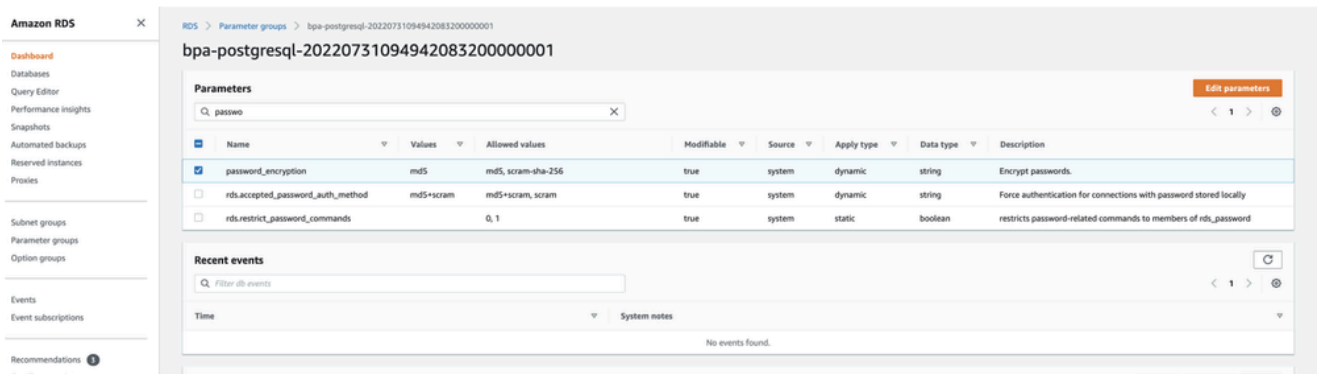 Amazon RDS
Dashboard
Databases
Query Editor
Performance insights
Snapshots
Automated backups
Reserved instances
Proxies
Subnet groups
Parameter groups
Option groups
Events
Event subscriptions
Recommendations 3
RDS > Parameter groups > bpa-postgresql-20220731094942083200000001
bpa-postgresql-20220731094942083200000001
Parameters
Edit parameters
passwo
1
Name Values Allowed values Modifiable Source Apply type Data type Description
password_encryption md5 md5, scram-sha-256 true system dynamic string Encrypt passwords.
rds.accepted_password_auth_method md5+scram md5+scram, scram true system dynamic string Force authentication for connections with password stored locally
rds.restrict_password_commands 0, 1 true system static boolean restricts password-related commands to members of rds_password
Recent events
Filter db events
1
Time System notes
No events found.